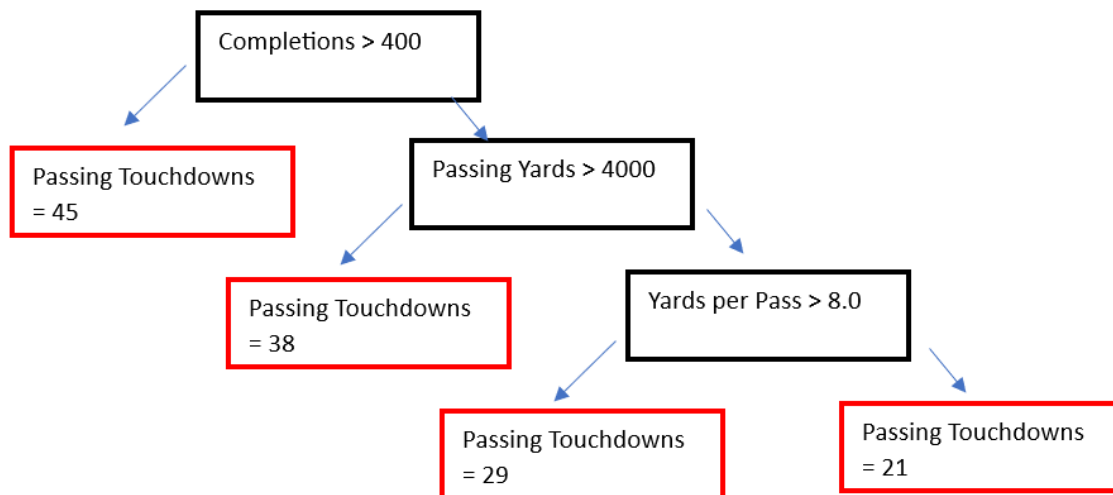 Completions > 400
Passing Touchdowns
= 45
Passing Yards > 4000
Passing Touchdowns
= 38
Yards per Pass > 8.0
Passing Touchdowns
= 29
Passing Touchdowns
= 21